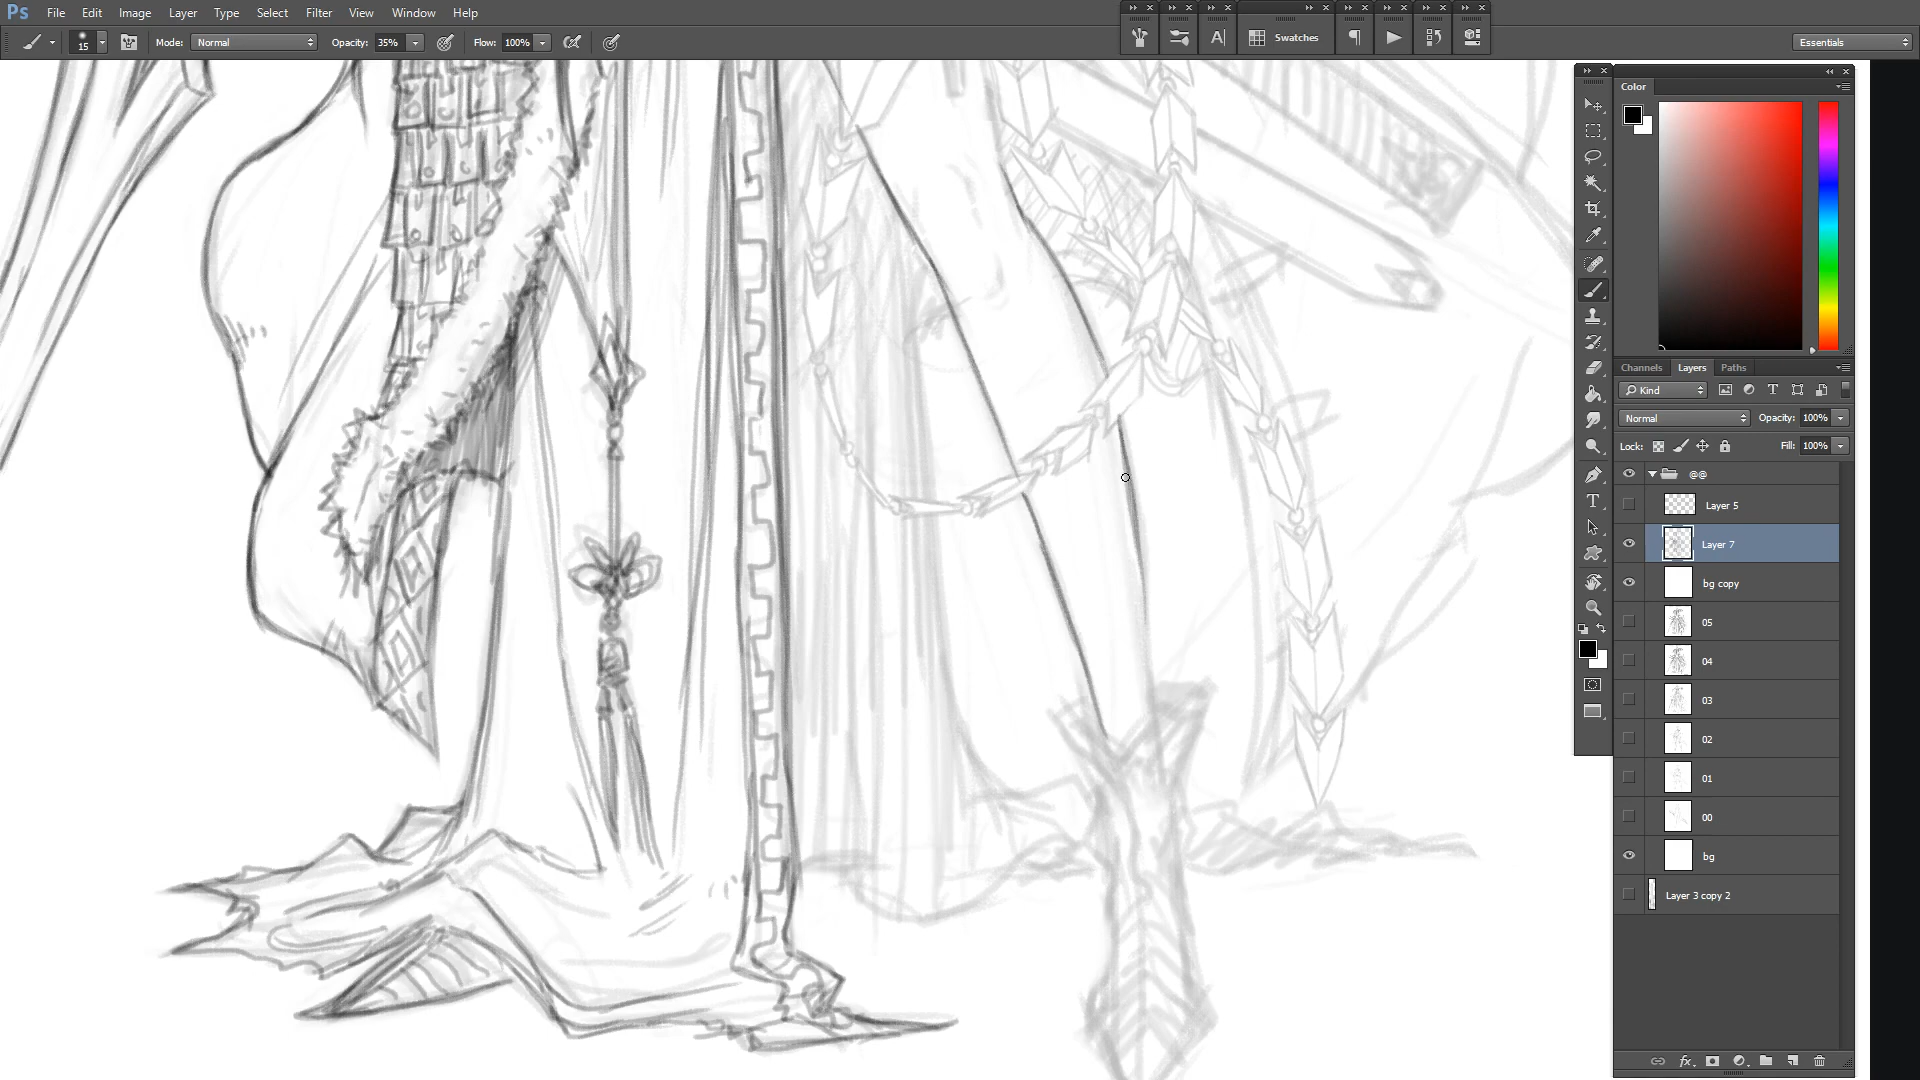 Ps File Edit Image Layer Type Select Filter View Window Help
15 Mode: Normal Opacity: 35% Flow: 100% Swatches Essentials
Color
Channels Layers Paths
Kind
Normal Opacity: 100%
Lock: Fill: 100%
@@
Layer 5
Layer 7
bg copy
05
04
03
02
01
00
bg
Layer 3 copy 2